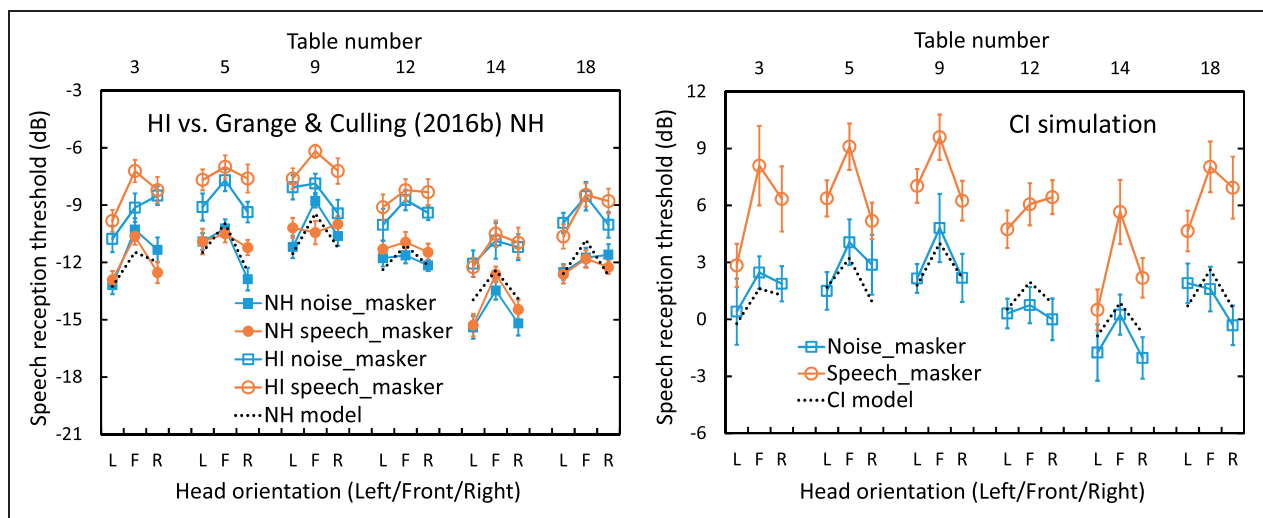 Table number
3 5 9 12 14 18
-3
-6
-9
-12
-15
-18
-21
Speech reception threshold (dB)
HI vs. Grange & Culling (2016b) NH
NH noise_masker
NH speech_masker
HI noise_masker
HI speech_masker
NH model
L F R L F R L F R L F R L F R L F R
Head orientation (Left/Front/Right)
Table number
3 5 9 12 14 18
12
9
6
3
0
-3
-6
Speech reception threshold (dB)
CI simulation
Noise_masker
Speech_masker
CI model
L F R L F R L F R L F R L F R L F R
Head orientation (Left/Front/Right)